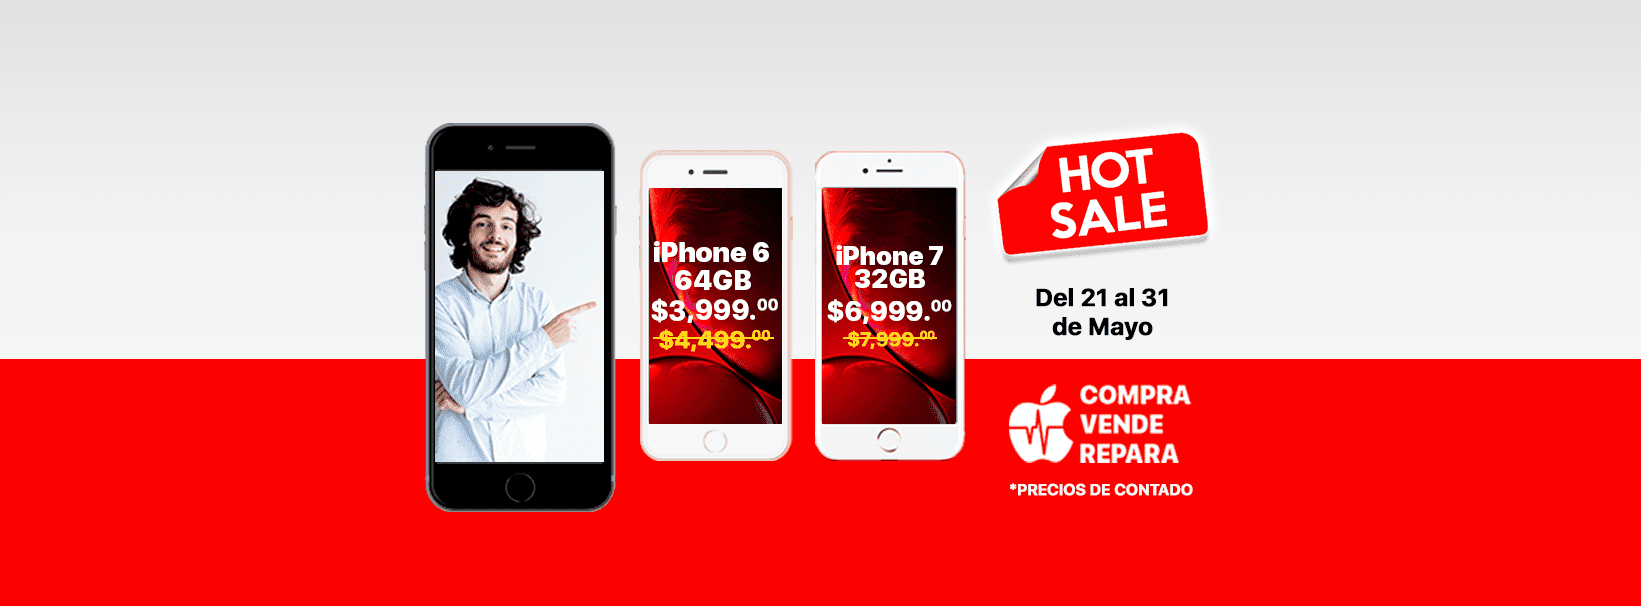 iPhone 6
64GB
$3,999.00
$4,499.00
iPhone 7
32GB
$6,999.00
$7,999.00
HOT
SALE
Del 21 al 31
de Mayo
COMPRA
VENDE
REPARA
*PRECIOS DE CONTADO